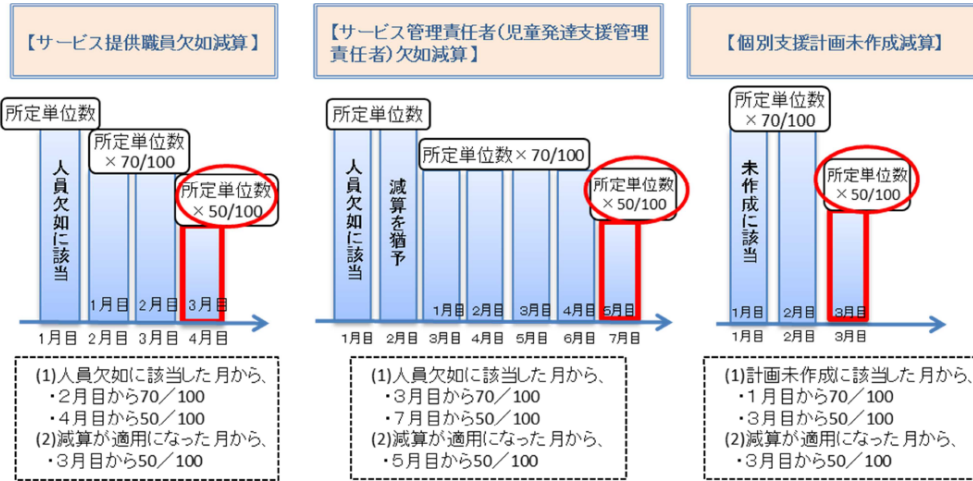 【サービス提供職員欠如減算】
所定単位数
所定単位数
×70/100
所定単位数
×50/100
人員欠如に該当
1月目 2月目 3月目
1月目 2月目 3月目 4月目
(1)人員欠如に該当した月から、
・2月目から70／100
・4月目から50／100
(2)減算が適用になった月から、
・3月目から50／100
【サービス管理責任者(児童発達支援管理
責任者)欠如減算】
所定単位数
所定単位数×70/100
所定単位数
×50/100
人員欠如に該当
減算を猶予
1月目 2月目 3月目 4月目 5月目
1月目 2月目 3月目 4月目 5月目 6月目 7月目
(1)人員欠如に該当した月から、
・3月目から70／100
・7月目から50／100
(2)減算が適用になった月から、
・5月目から50／100
【個別支援計画未作成減算】
所定単位数
×70/100
所定単位数
×50/100
未作成に該当
1月目 2月目 3月目
1月目 2月目 3月目
(1)計画未作成に該当した月から、
・1月目から70／100
・3月目から50／100
(2)減算が適用になった月から、
・3月目から50／100